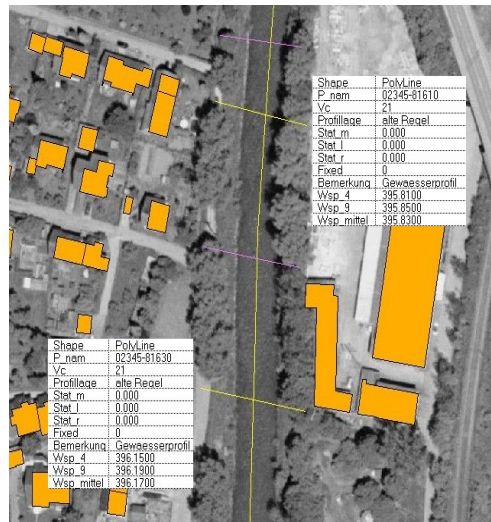 Shape PolyLine
P_nam 02345-81610
Vc 21
Profillage alte Regel
Stat_m 0.000
Stat_l 0.000
Stat_r 0.000
Fixed 0
Bemerkung Gewaesserprofil
Wsp_4 395.8100
Wsp_9 395.8500
Wsp_mittel 395.8300
Shape PolyLine
P_nam 02345-81630
Vc 21
Profillage alte Regel
Stat_m 0.000
Stat_l 0.000
Stat_r 0.000
Fixed 0
Bemerkung Gewaesserprofil
Wsp_4 396.1500
Wsp_9 396.1900
Wsp_mittel 396.1700